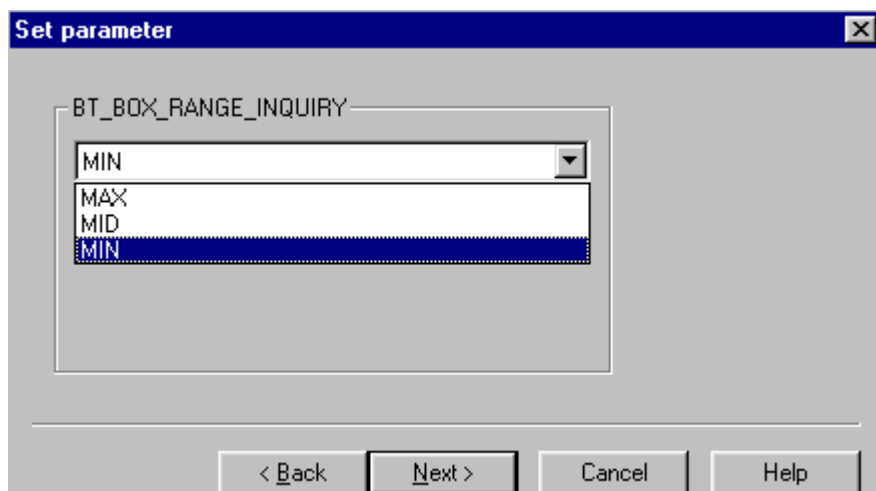 Set parameter
BT_BOX_RANGE_INQUIRY
MIN
MAX
MID
MIN
< Back Next > Cancel Help